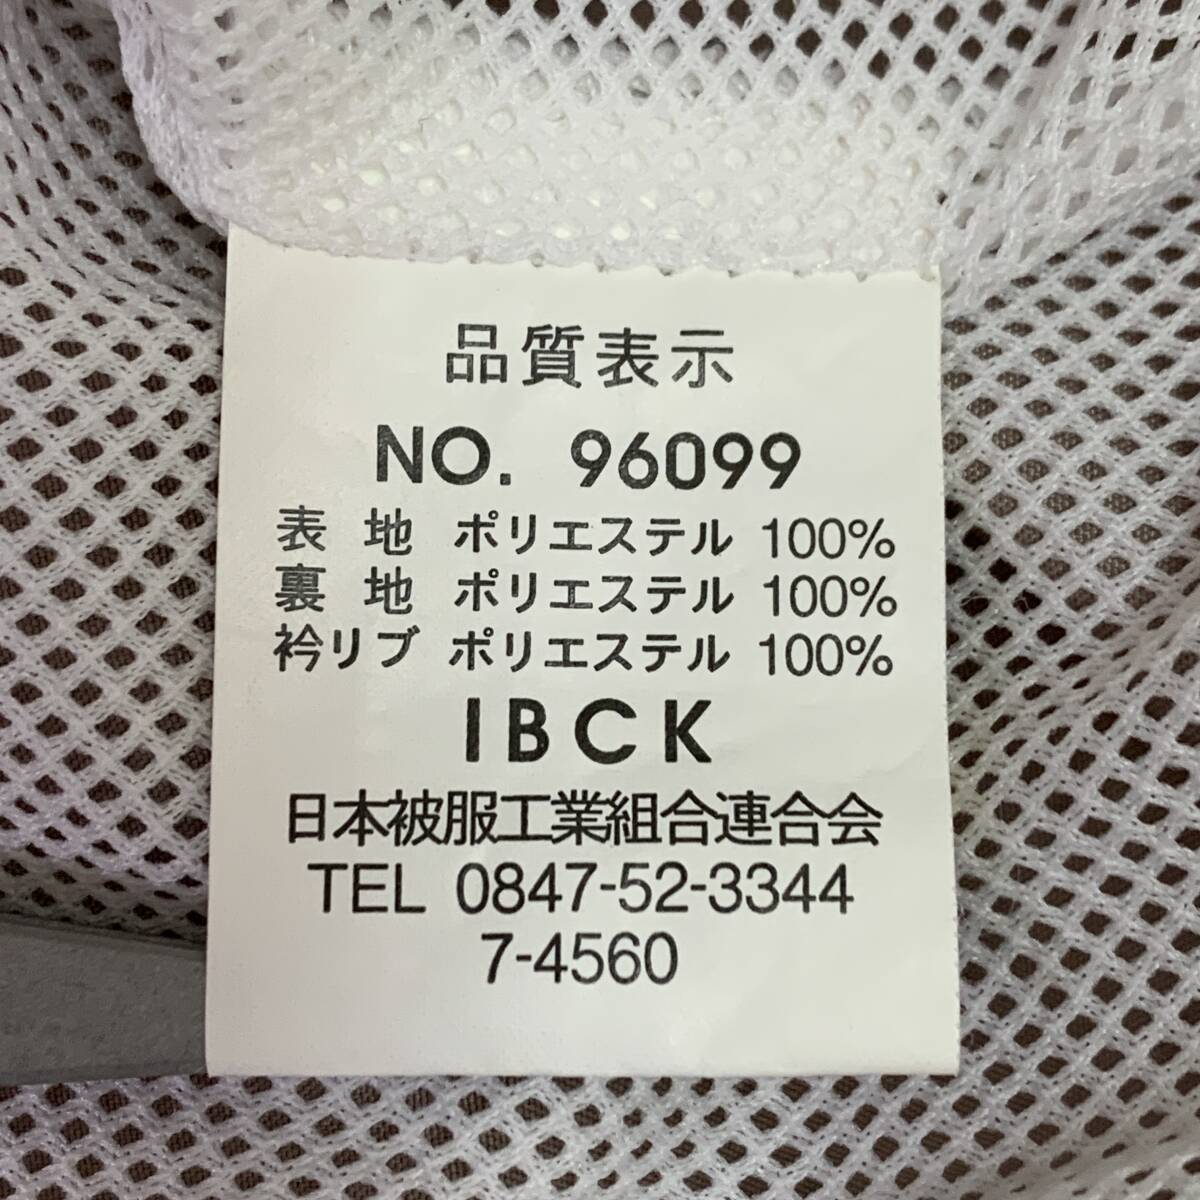 品質表示
NO. 96099
表地 ポリエステル 100%
裏地 ポリエステル 100%
衿リブ ポリエステル 100%
IBCK
日本被服工業組合連合会
TEL 0847-52-3344
7-4560